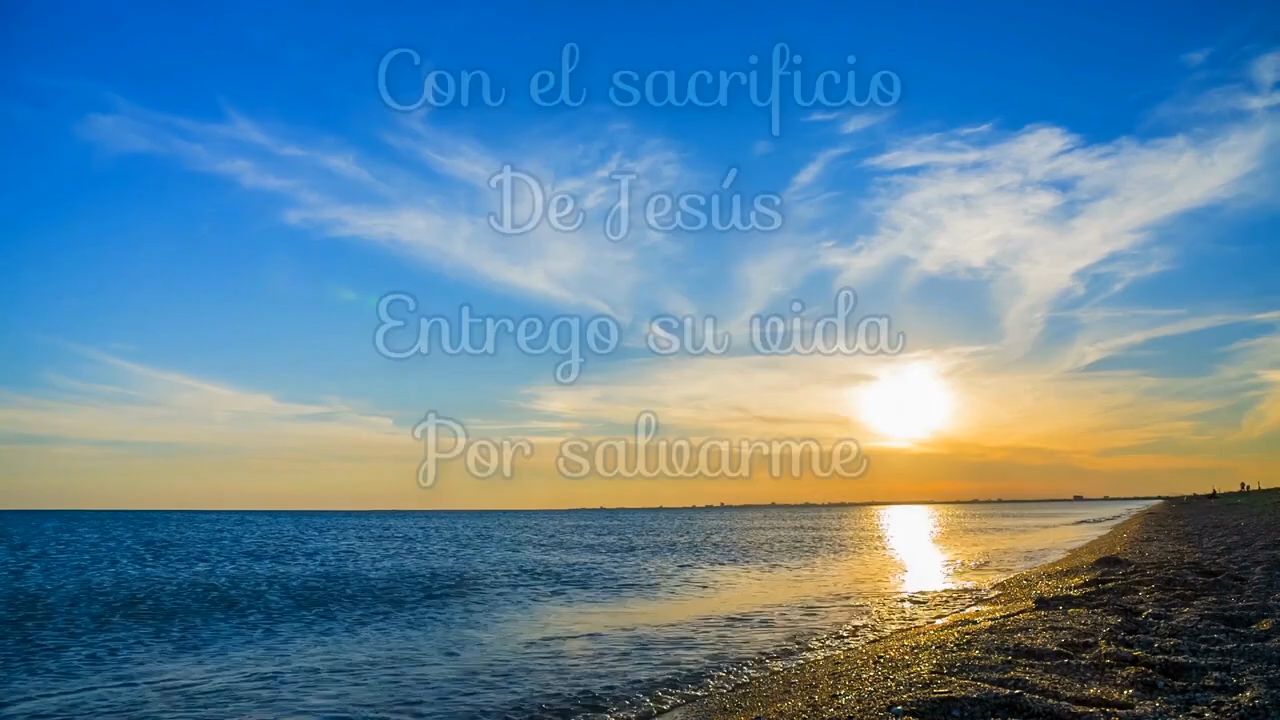 Con el sacrificio
De Jesús
Entrego su vida
Por salvarme